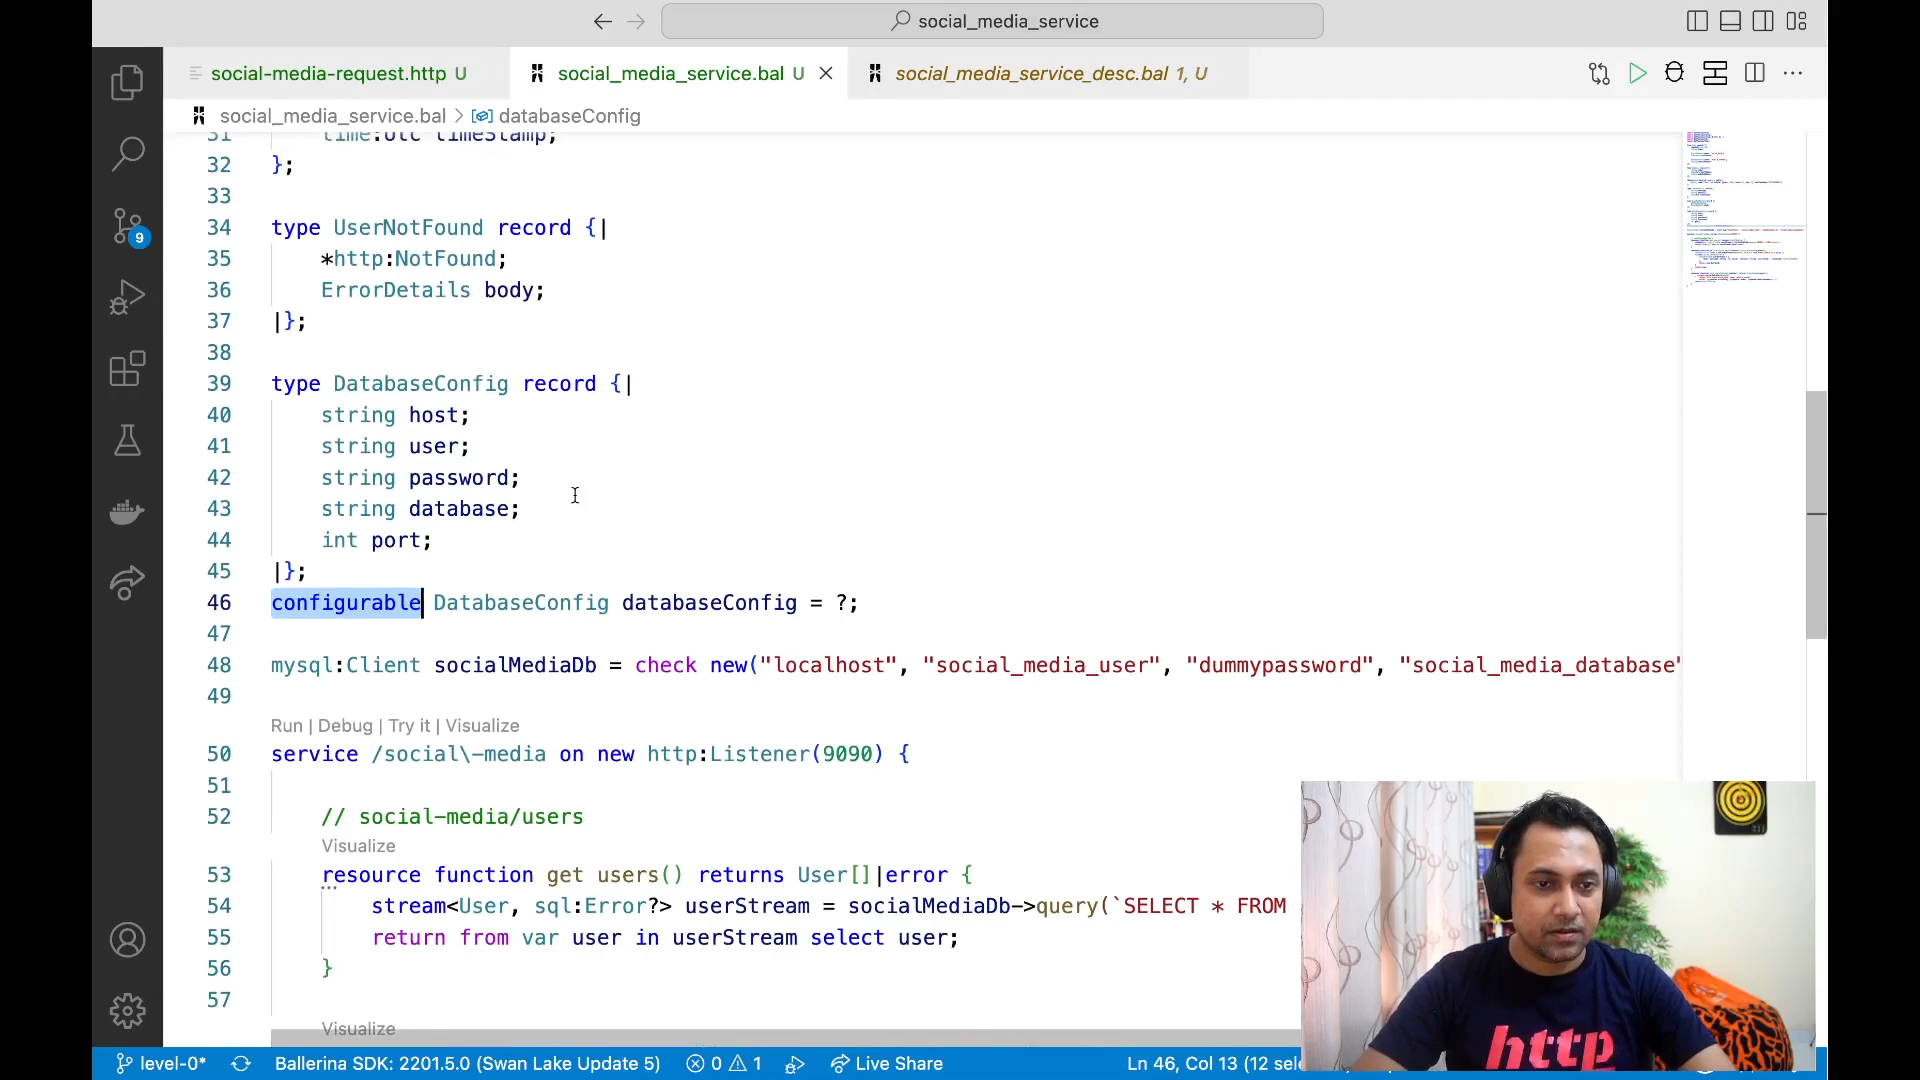 social_media_service
social-media-request.http U
social_media_service.bal U
social_media_service_desc.bal 1, U
social_media_service.bal > databaseConfig
31 time:Utc timeStamp;
32 };
33
34 type UserNotFound record {|
35 *http:NotFound;
36 ErrorDetails body;
37 |};
38
39 type DatabaseConfig record {|
40 string host;
41 string user;
42 string password;
43 string database;
44 int port;
45 |};
46 configurable DatabaseConfig databaseConfig = ?;
47
48 mysql:Client socialMediaDb = check new("localhost", "social_media_user", "dummypassword", "social_media_database"
49
Run | Debug | Try it | Visualize
50 service /social\-media on new http:Listener(9090) {
51
52 // social-media/users
Visualize
53 resource function get users() returns User[]|error {
54 stream<User, sql:Error?> userStream = socialMediaDb->query(`SELECT * FROM
55 return from var user in userStream select user;
56 }
57
Visualize
9
http
level-0* Ballerina SDK: 2201.5.0 (Swan Lake Update 5) 0 1 Live Share Ln 46, Col 13 (12 sele